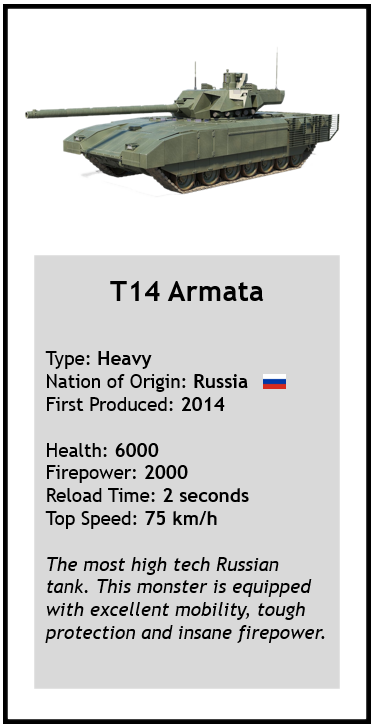 T14 Armata
Type: Heavy
Nation of Origin: Russia
First Produced: 2014
Health: 6000
Firepower: 2000
Reload Time: 2 seconds
Top Speed: 75 km/h
The most high tech Russian
tank. This monster is equipped
with excellent mobility, tough
protection and insane firepower.